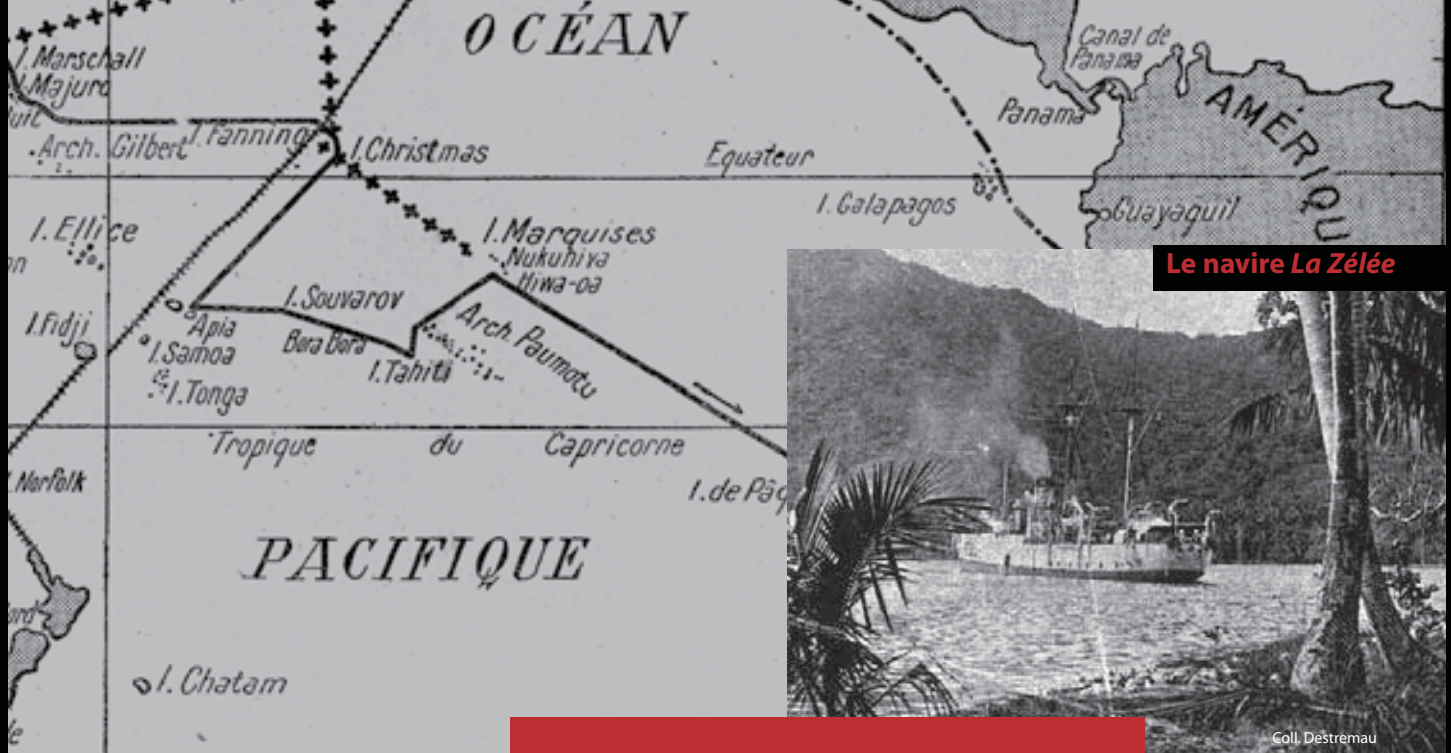 OCÉAN
Canal de
Panama
I. Marschall
I. Majuro
Panama
AMÉRIQU
Arch. Gilbert
I. Fanning
I. Christmas
Equateur
I. Galapagos
Guayaquil
I. Ellice
I. Marquises
Nukuhiva
Hiwa-oa
Le navire La Zélée
I. Souvarov
I. Fidji
Apia
Bora Bora
Arch. Paumotu
I. Samoa
I. Tahiti
I. Tonga
Tropique du Capricorne
I. Norfolk
I. de Pâq
PACIFIQUE
I. Chatam
Coll. Destremau